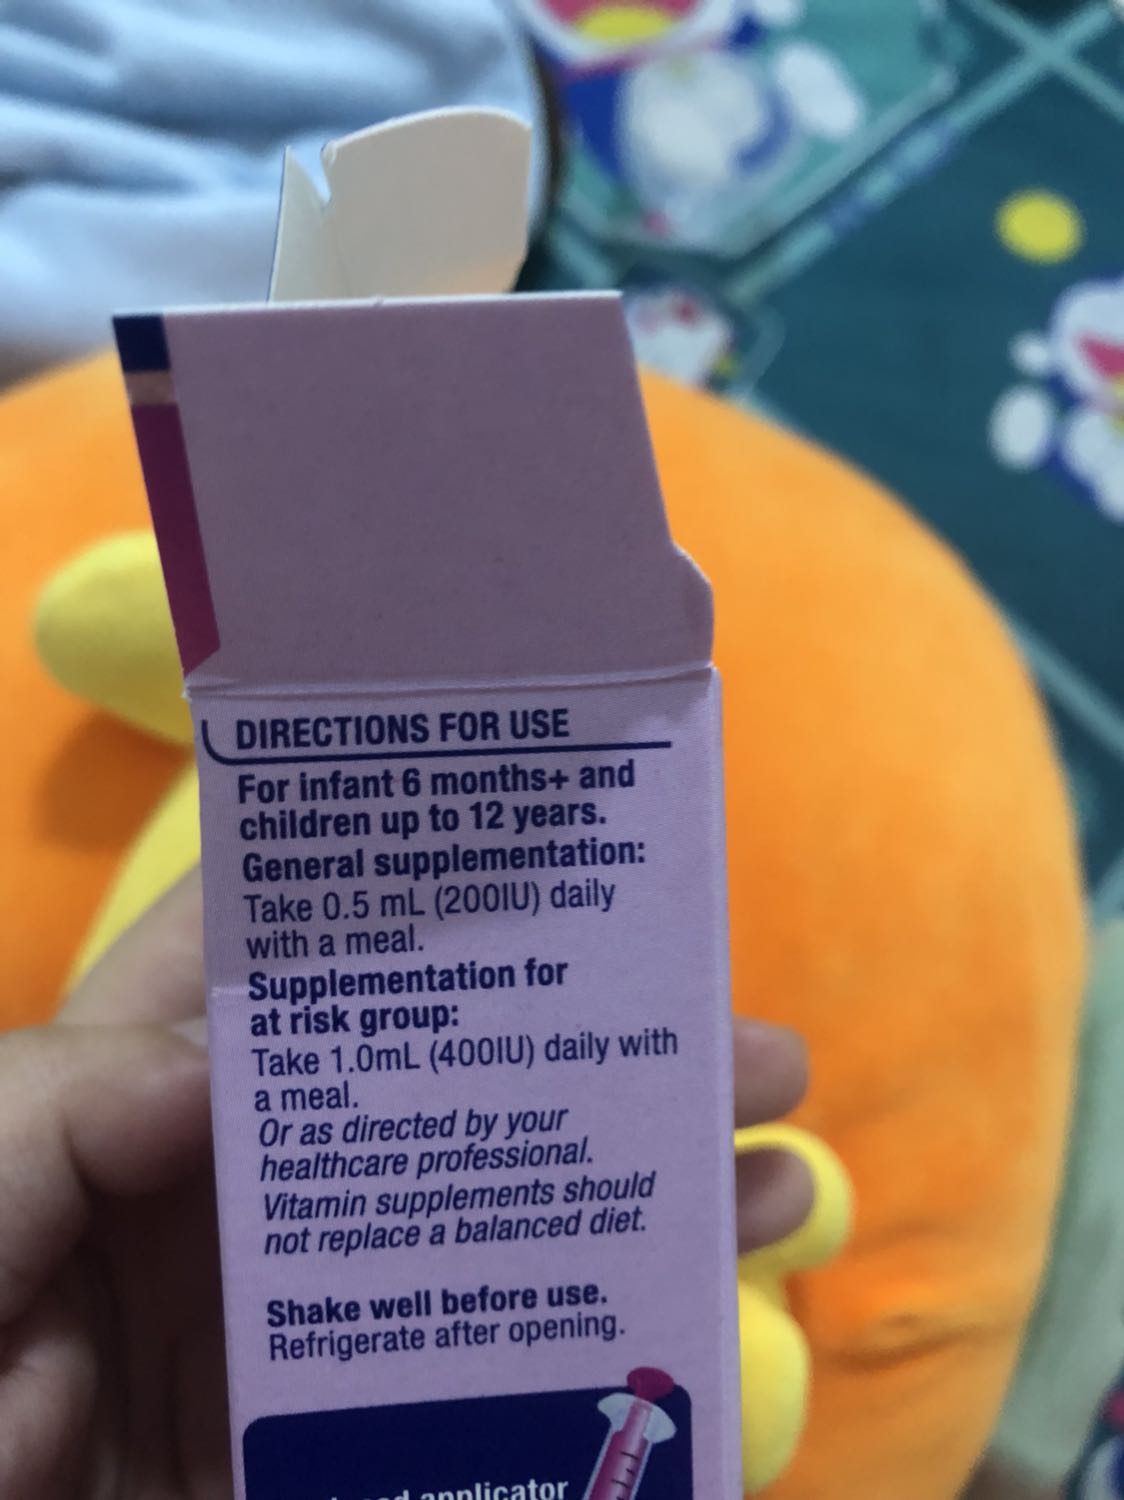 DIRECTIONS FOR USE
For infant 6 months+ and
children up to 12 years.
General supplementation:
Take 0.5 mL (200IU) daily
with a meal.
Supplementation for
at risk group:
Take 1.0mL (400IU) daily with
a meal.
Or as directed by your
healthcare professional.
Vitamin supplements should
not replace a balanced diet.
Shake well before use.
Refrigerate after opening.
applicator